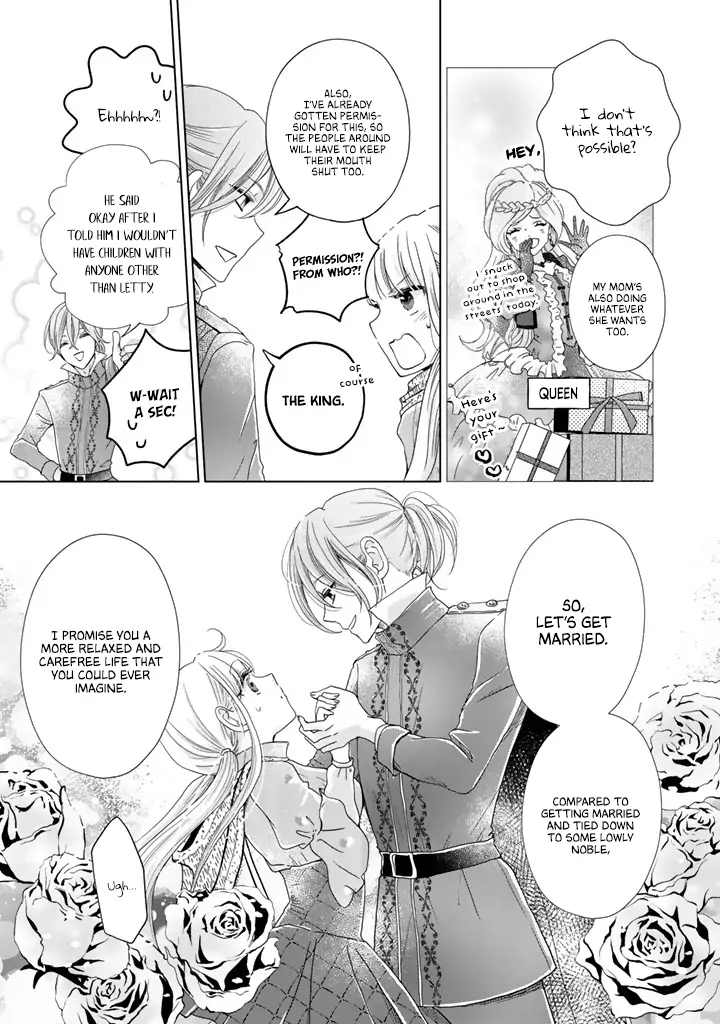 I don't
think that's
possible?
HEY,
MY MOM'S
ALSO DOING
WHATEVER
SHE WANTS
TOO.
I snuck
out to shop
around in the
streets today.
QUEEN
Here's
your
gift~
ALSO,
I'VE ALREADY
GOTTEN PERMIS-
SION FOR THIS, SO
THE PEOPLE AROUND
WILL HAVE TO KEEP
THEIR MOUTH
SHUT TOO.
PERMISSION?!
FROM WHO?!
of
course
THE KING.
Ehhhhh~?!
HE SAID
OKAY AFTER I
TOLD HIM I WOULDN'T
HAVE CHILDREN WITH
ANYONE OTHER
THAN LETTY.
W-WAIT
A SEC!
SO,
LET'S GET
MARRIED.
COMPARED TO
GETTING MARRIED
AND TIED DOWN
TO SOME LOWLY
NOBLE,
I PROMISE YOU A
MORE RELAXED AND
CAREFREE LIFE THAT
YOU COULD EVER
IMAGINE.
Ugh...